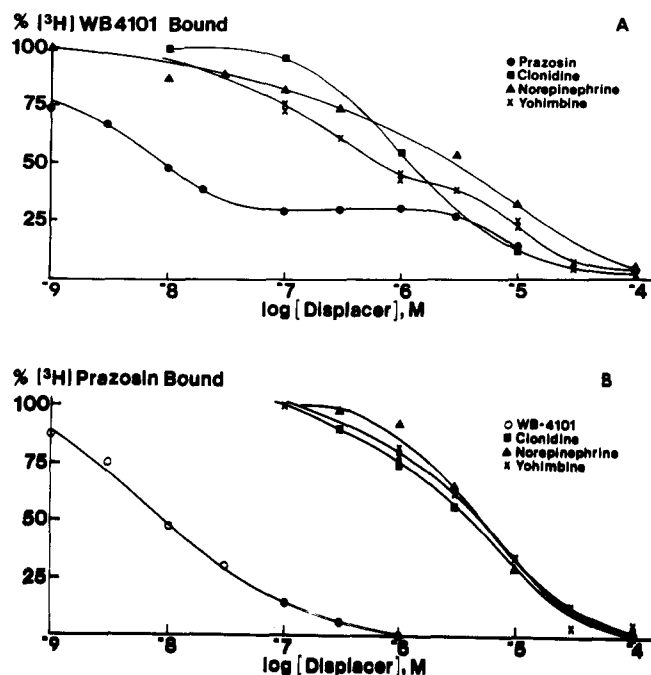 % [³H] WB 4101 Bound
A
● Prazosin
■ Clonidine
▲ Norepinephrine
x Yohimbine
100
75
50
25
-9 -8 -7 -6 -5 -4
log [Displacer], M
% [³H] Prazosin Bound
B
○ WB-4101
■ Clonidine
▲ Norepinephrine
x Yohimbine
100
75
50
25
-9 -8 -7 -6 -5 -4
log [Displacer], M